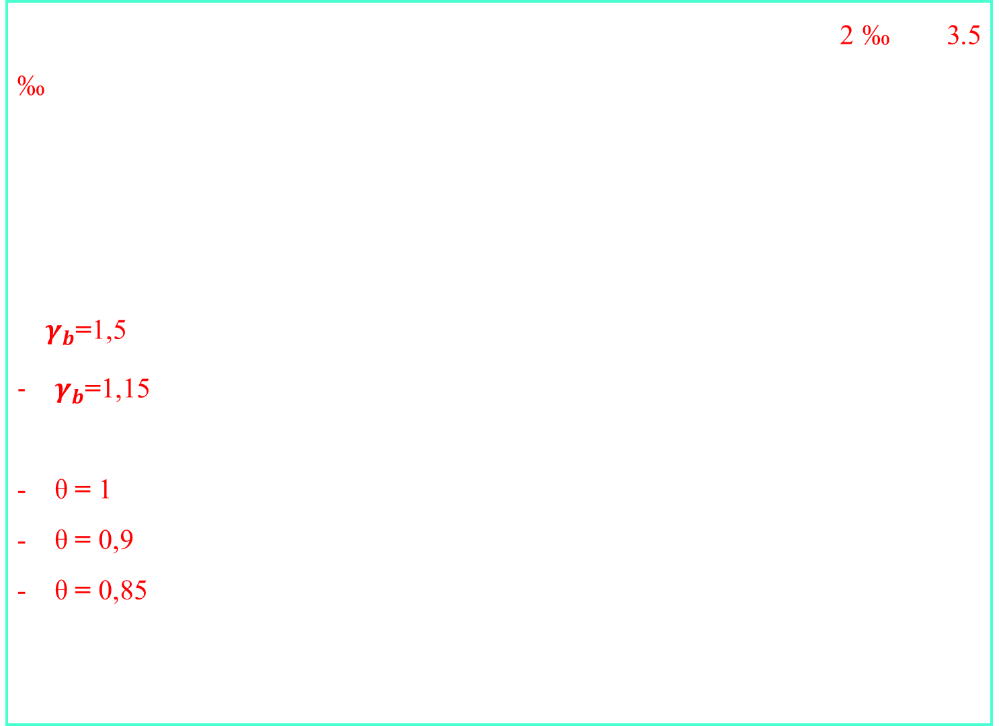 2 ‰ 3.5
‰
γb=1,5
- γb=1,15
- θ = 1
- θ = 0,9
- θ = 0,85